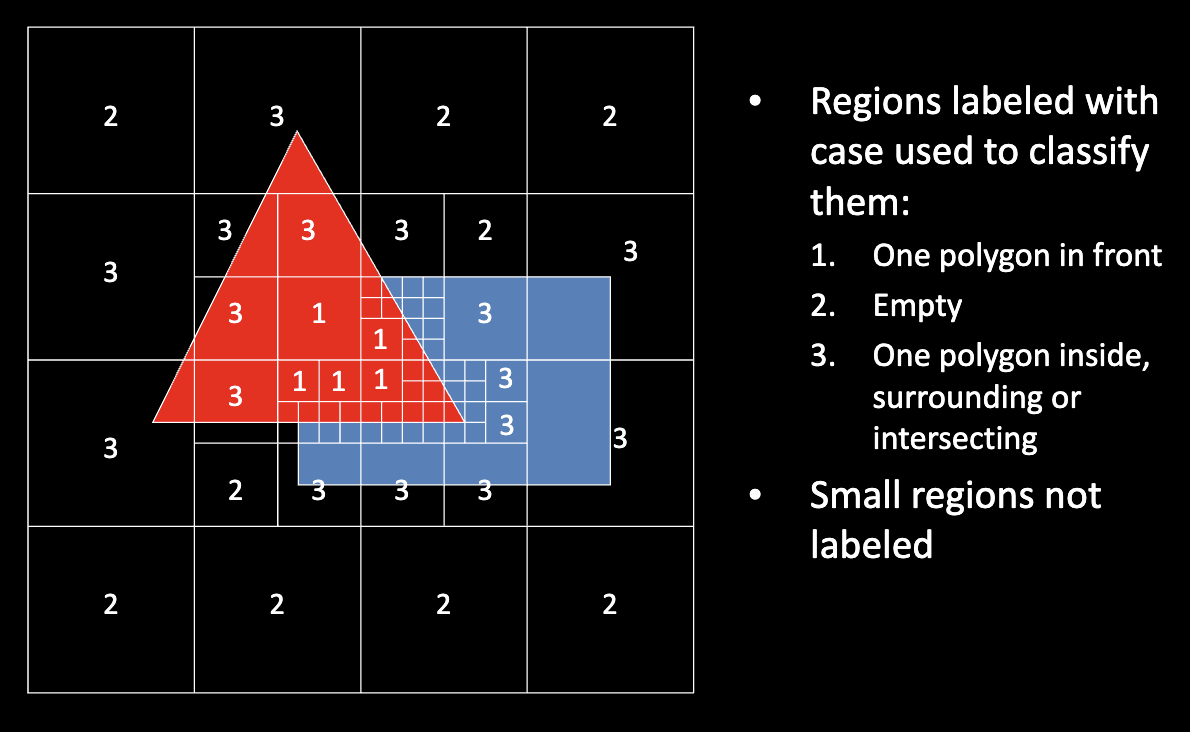 2 3 2 2
3 3 3 2
3 3
3 1 3
1
1 1 1 3
3 3
3 3
2 3 3 3
2 2 2 2
• Regions labeled with
case used to classify
them:
1. One polygon in front
2. Empty
3. One polygon inside,
surrounding or
intersecting
• Small regions not
labeled